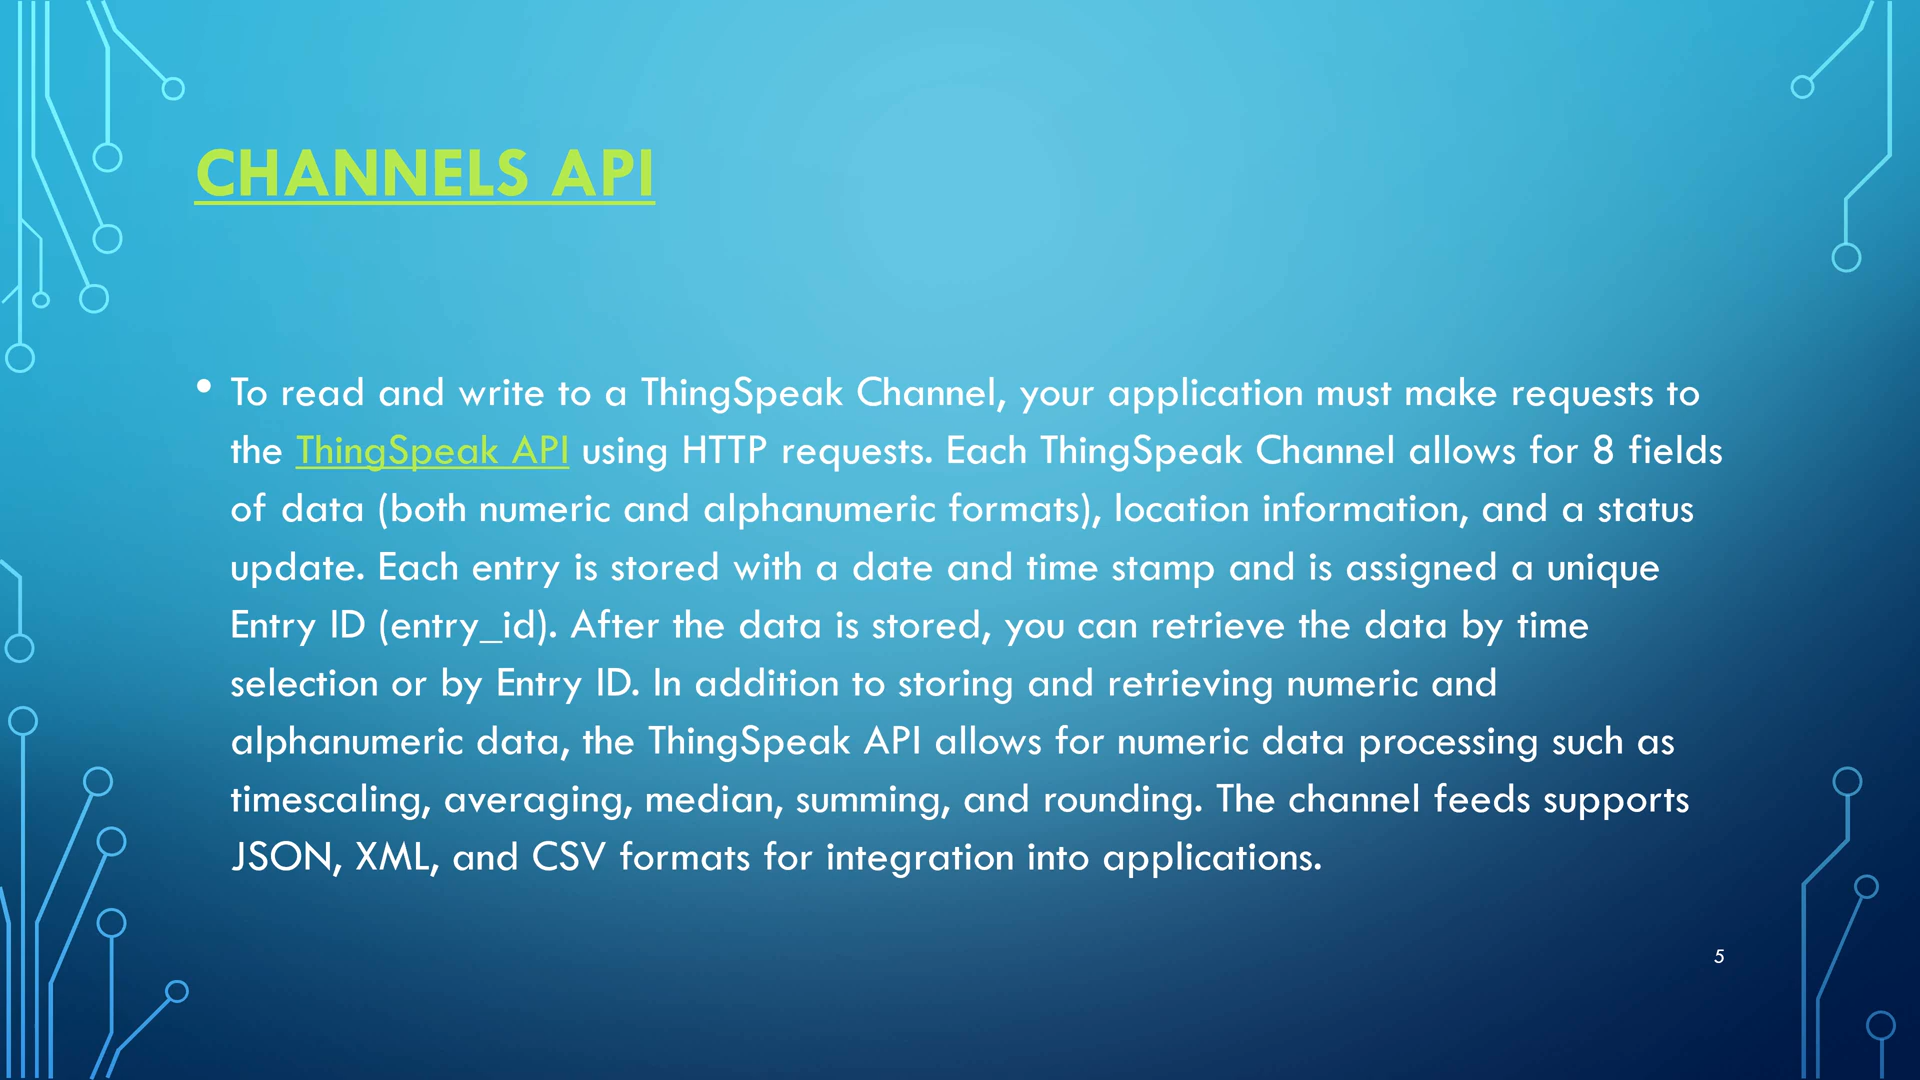 CHANNELS API
• To read and write to a ThingSpeak Channel, your application must make requests to
the ThingSpeak API using HTTP requests. Each ThingSpeak Channel allows for 8 fields
of data (both numeric and alphanumeric formats), location information, and a status
update. Each entry is stored with a date and time stamp and is assigned a unique
Entry ID (entry_id). After the data is stored, you can retrieve the data by time
selection or by Entry ID. In addition to storing and retrieving numeric and
alphanumeric data, the ThingSpeak API allows for numeric data processing such as
timescaling, averaging, median, summing, and rounding. The channel feeds supports
JSON, XML, and CSV formats for integration into applications.
5